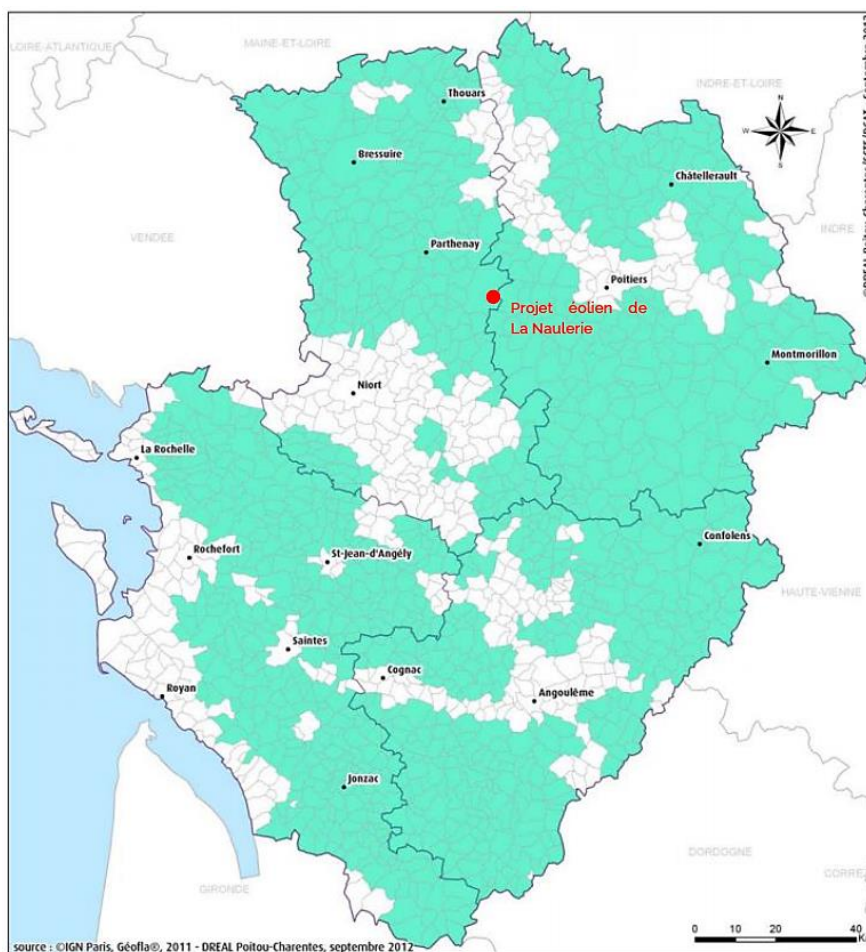 LOIRE-ATLANTIQUE
MAINE-ET-LOIRE
INDRE-ET-LOIRE
Thouars
N
W E
S
Bressuire
Châtellerault
VENDÉE
INDRE
Parthenay
Poitiers
Projet éolien de
La Naulerie
Montmorillon
Niort
La Rochelle
Confolens
Rochefort
St-Jean-d'Angély
HAUTE-VIENNE
Saintes
Cognac
Royan
Angoulême
Jonzac
DORDOGNE
GIRONDE
0 10 20 40
source : ©IGN Paris, Géofla®, 2011 - DREAL Poitou-Charentes, septembre 2012